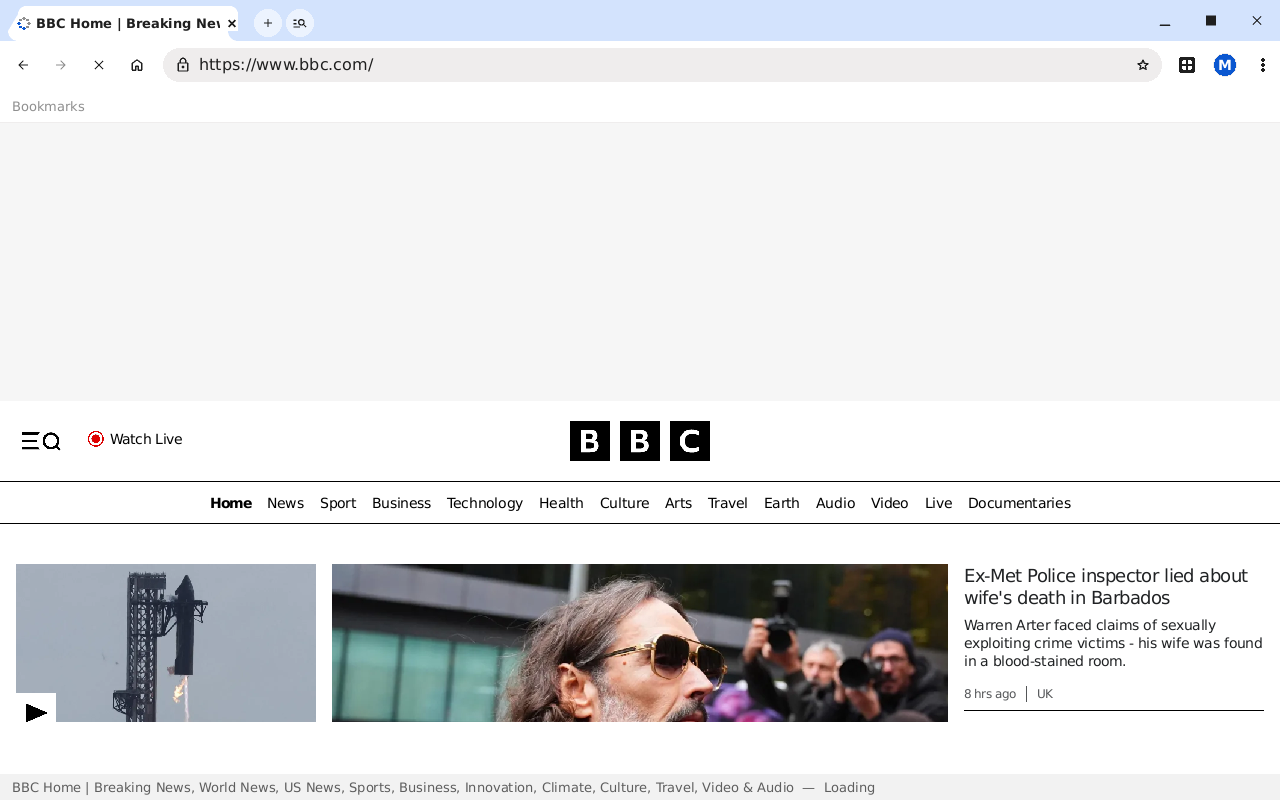 BBC Home | Breaking Nev
https://www.bbc.com/
M
Bookmarks
Watch Live
BBC
Home News Sport Business Technology Health Culture Arts Travel Earth Audio Video Live Documentaries
Ex-Met Police inspector lied about
wife's death in Barbados
Warren Arter faced claims of sexually
exploiting crime victims - his wife was found
in a blood-stained room.
8 hrs ago | UK
BBC Home | Breaking News, World News, US News, Sports, Business, Innovation, Climate, Culture, Travel, Video & Audio — Loading